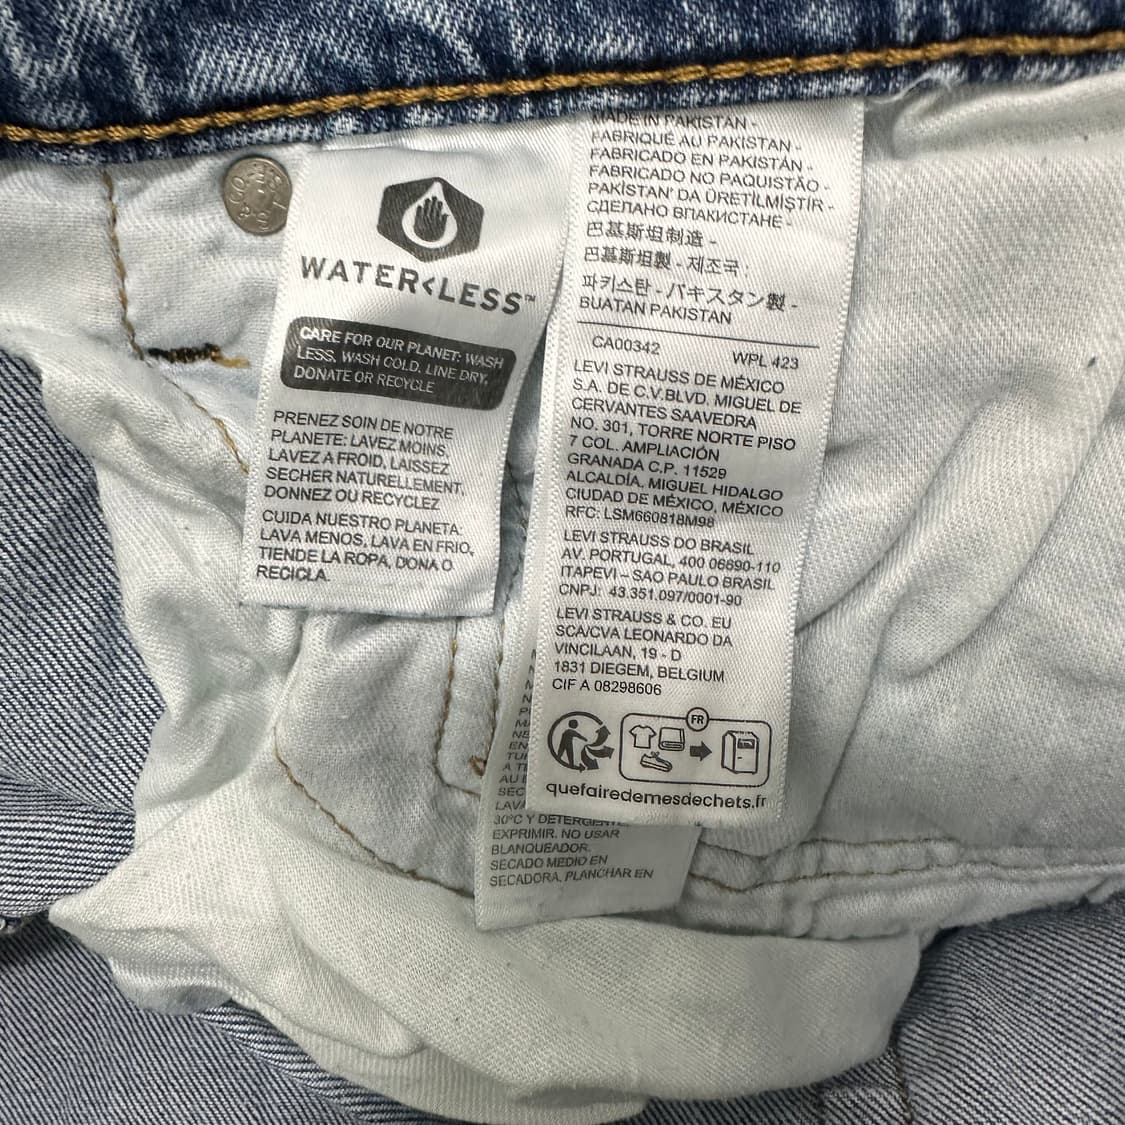 WATER<LESS™
CARE FOR OUR PLANET: WASH
LESS, WASH COLD, LINE DRY,
DONATE OR RECYCLE
PRENEZ SOIN DE NOTRE
PLANETE: LAVEZ MOINS,
LAVEZ A FROID, LAISSEZ
SECHER NATURELLEMENT,
DONNEZ OU RECYCLEZ
CUIDA NUESTRO PLANETA:
LAVA MENOS, LAVA EN FRIO,
TIENDE LA ROPA, DONA O
RECICLA.
MADE IN PAKISTAN -
FABRIQUÉ AU PAKISTAN -
FABRICADO EN PAKISTÁN -
FABRICADO NO PAQUISTÃO -
PAKİSTAN' DA ÜRETİLMİŞTİR -
СДЕЛАНО ВПАКИСТАНЕ -
巴基斯坦制造 -
巴基斯坦製 - 제조국 :
파키스탄 - パキスタン製 -
BUATAN PAKISTAN
CA00342 WPL 423
LEVI STRAUSS DE MÉXICO
S.A. DE C.V.BLVD. MIGUEL DE
CERVANTES SAAVEDRA
NO. 301, TORRE NORTE PISO
7 COL. AMPLIACIÓN
GRANADA C.P. 11529
ALCALDÍA, MIGUEL HIDALGO
CIUDAD DE MÉXICO, MÉXICO
RFC: LSM660818M98
LEVI STRAUSS DO BRASIL
AV. PORTUGAL, 400 06690-110
ITAPEVI – SAO PAULO BRASIL
CNPJ: 43.351.097/0001-90
LEVI STRAUSS & CO. EU
SCA/CVA LEONARDO DA
VINCILAAN, 19 - D
1831 DIEGEM, BELGIUM
CIF A 08298606
FR
quefairedemesdechets.fr
LAVA
30°C Y DETERGENTE
EXPRIMIR. NO USAR
BLANQUEADOR.
SECADO MEDIO EN
SECADORA, PLANCHAR EN